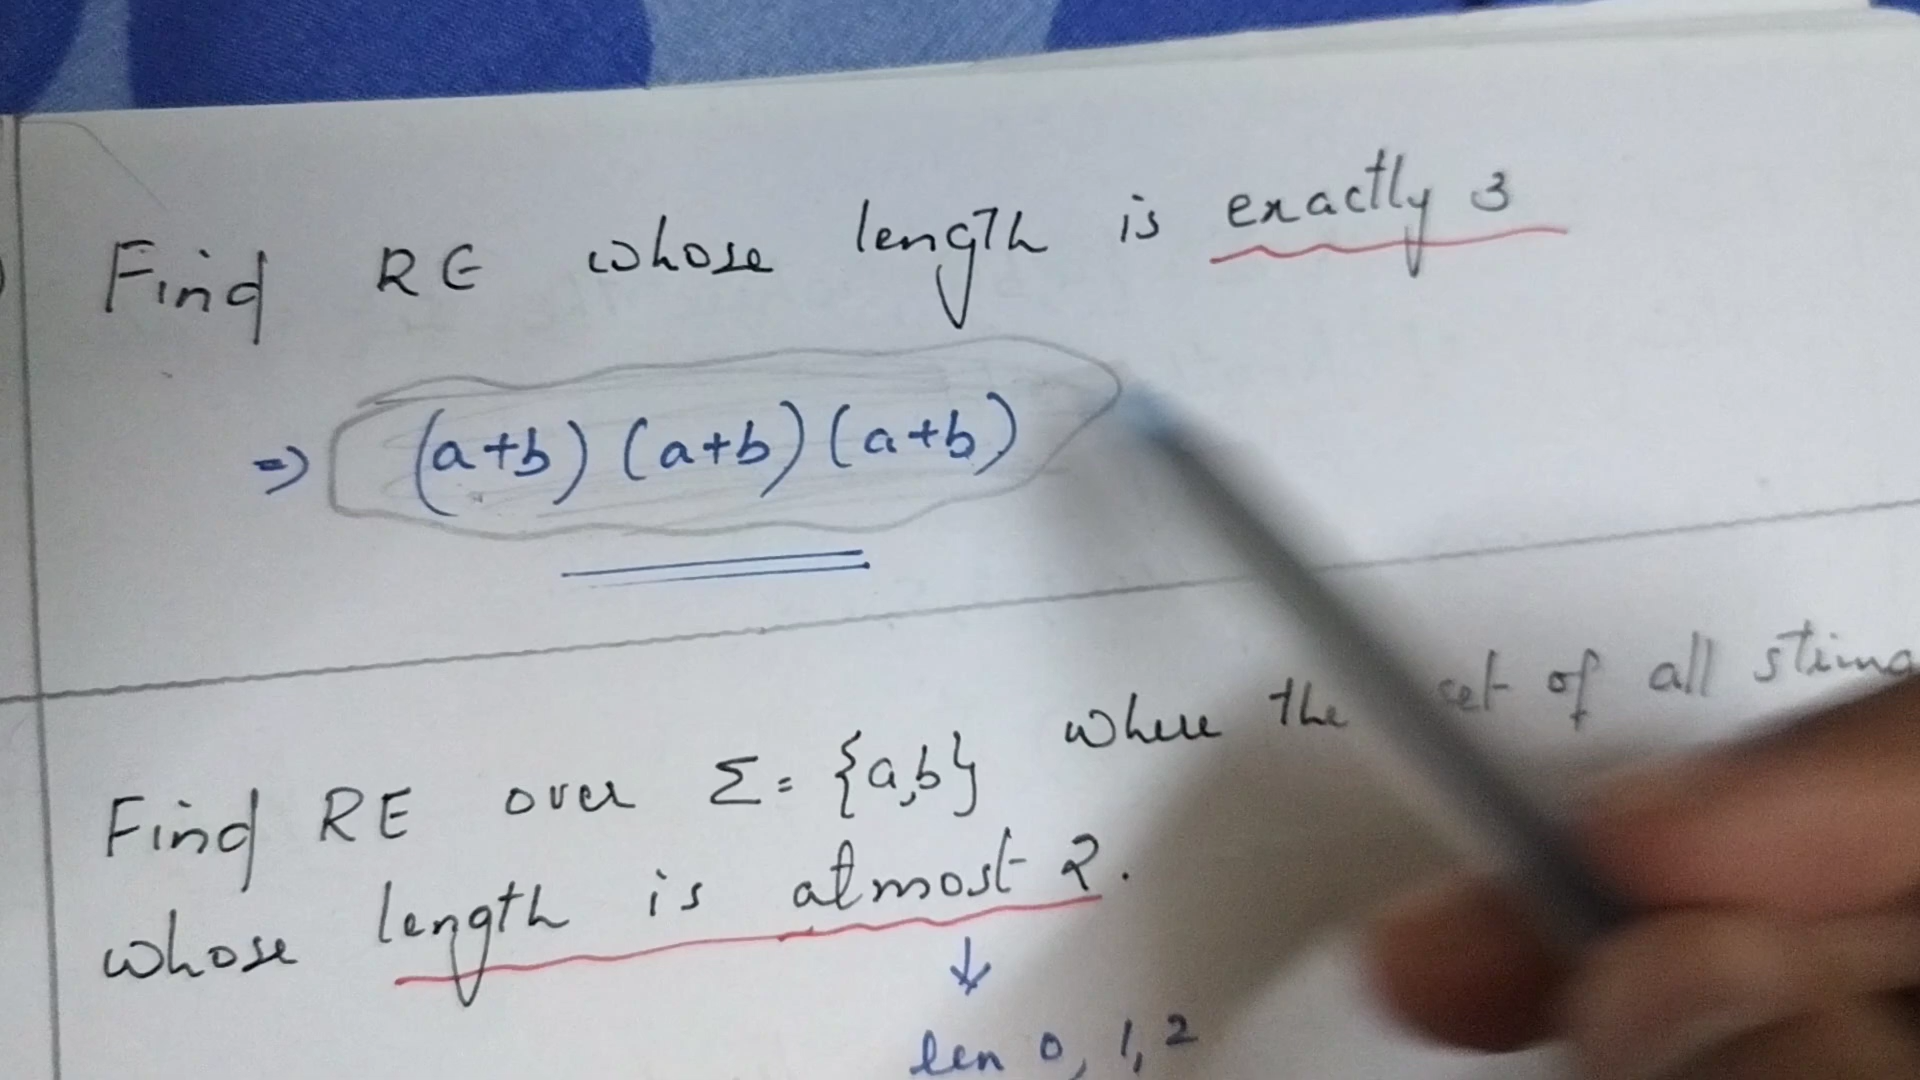 Find RE whose length is exactly 3
=> (a+b) (a+b) (a+b)
Find RE over Σ = {a,b} where the set of all
whose length is atmost 2.
↓
len 0, 1, 2